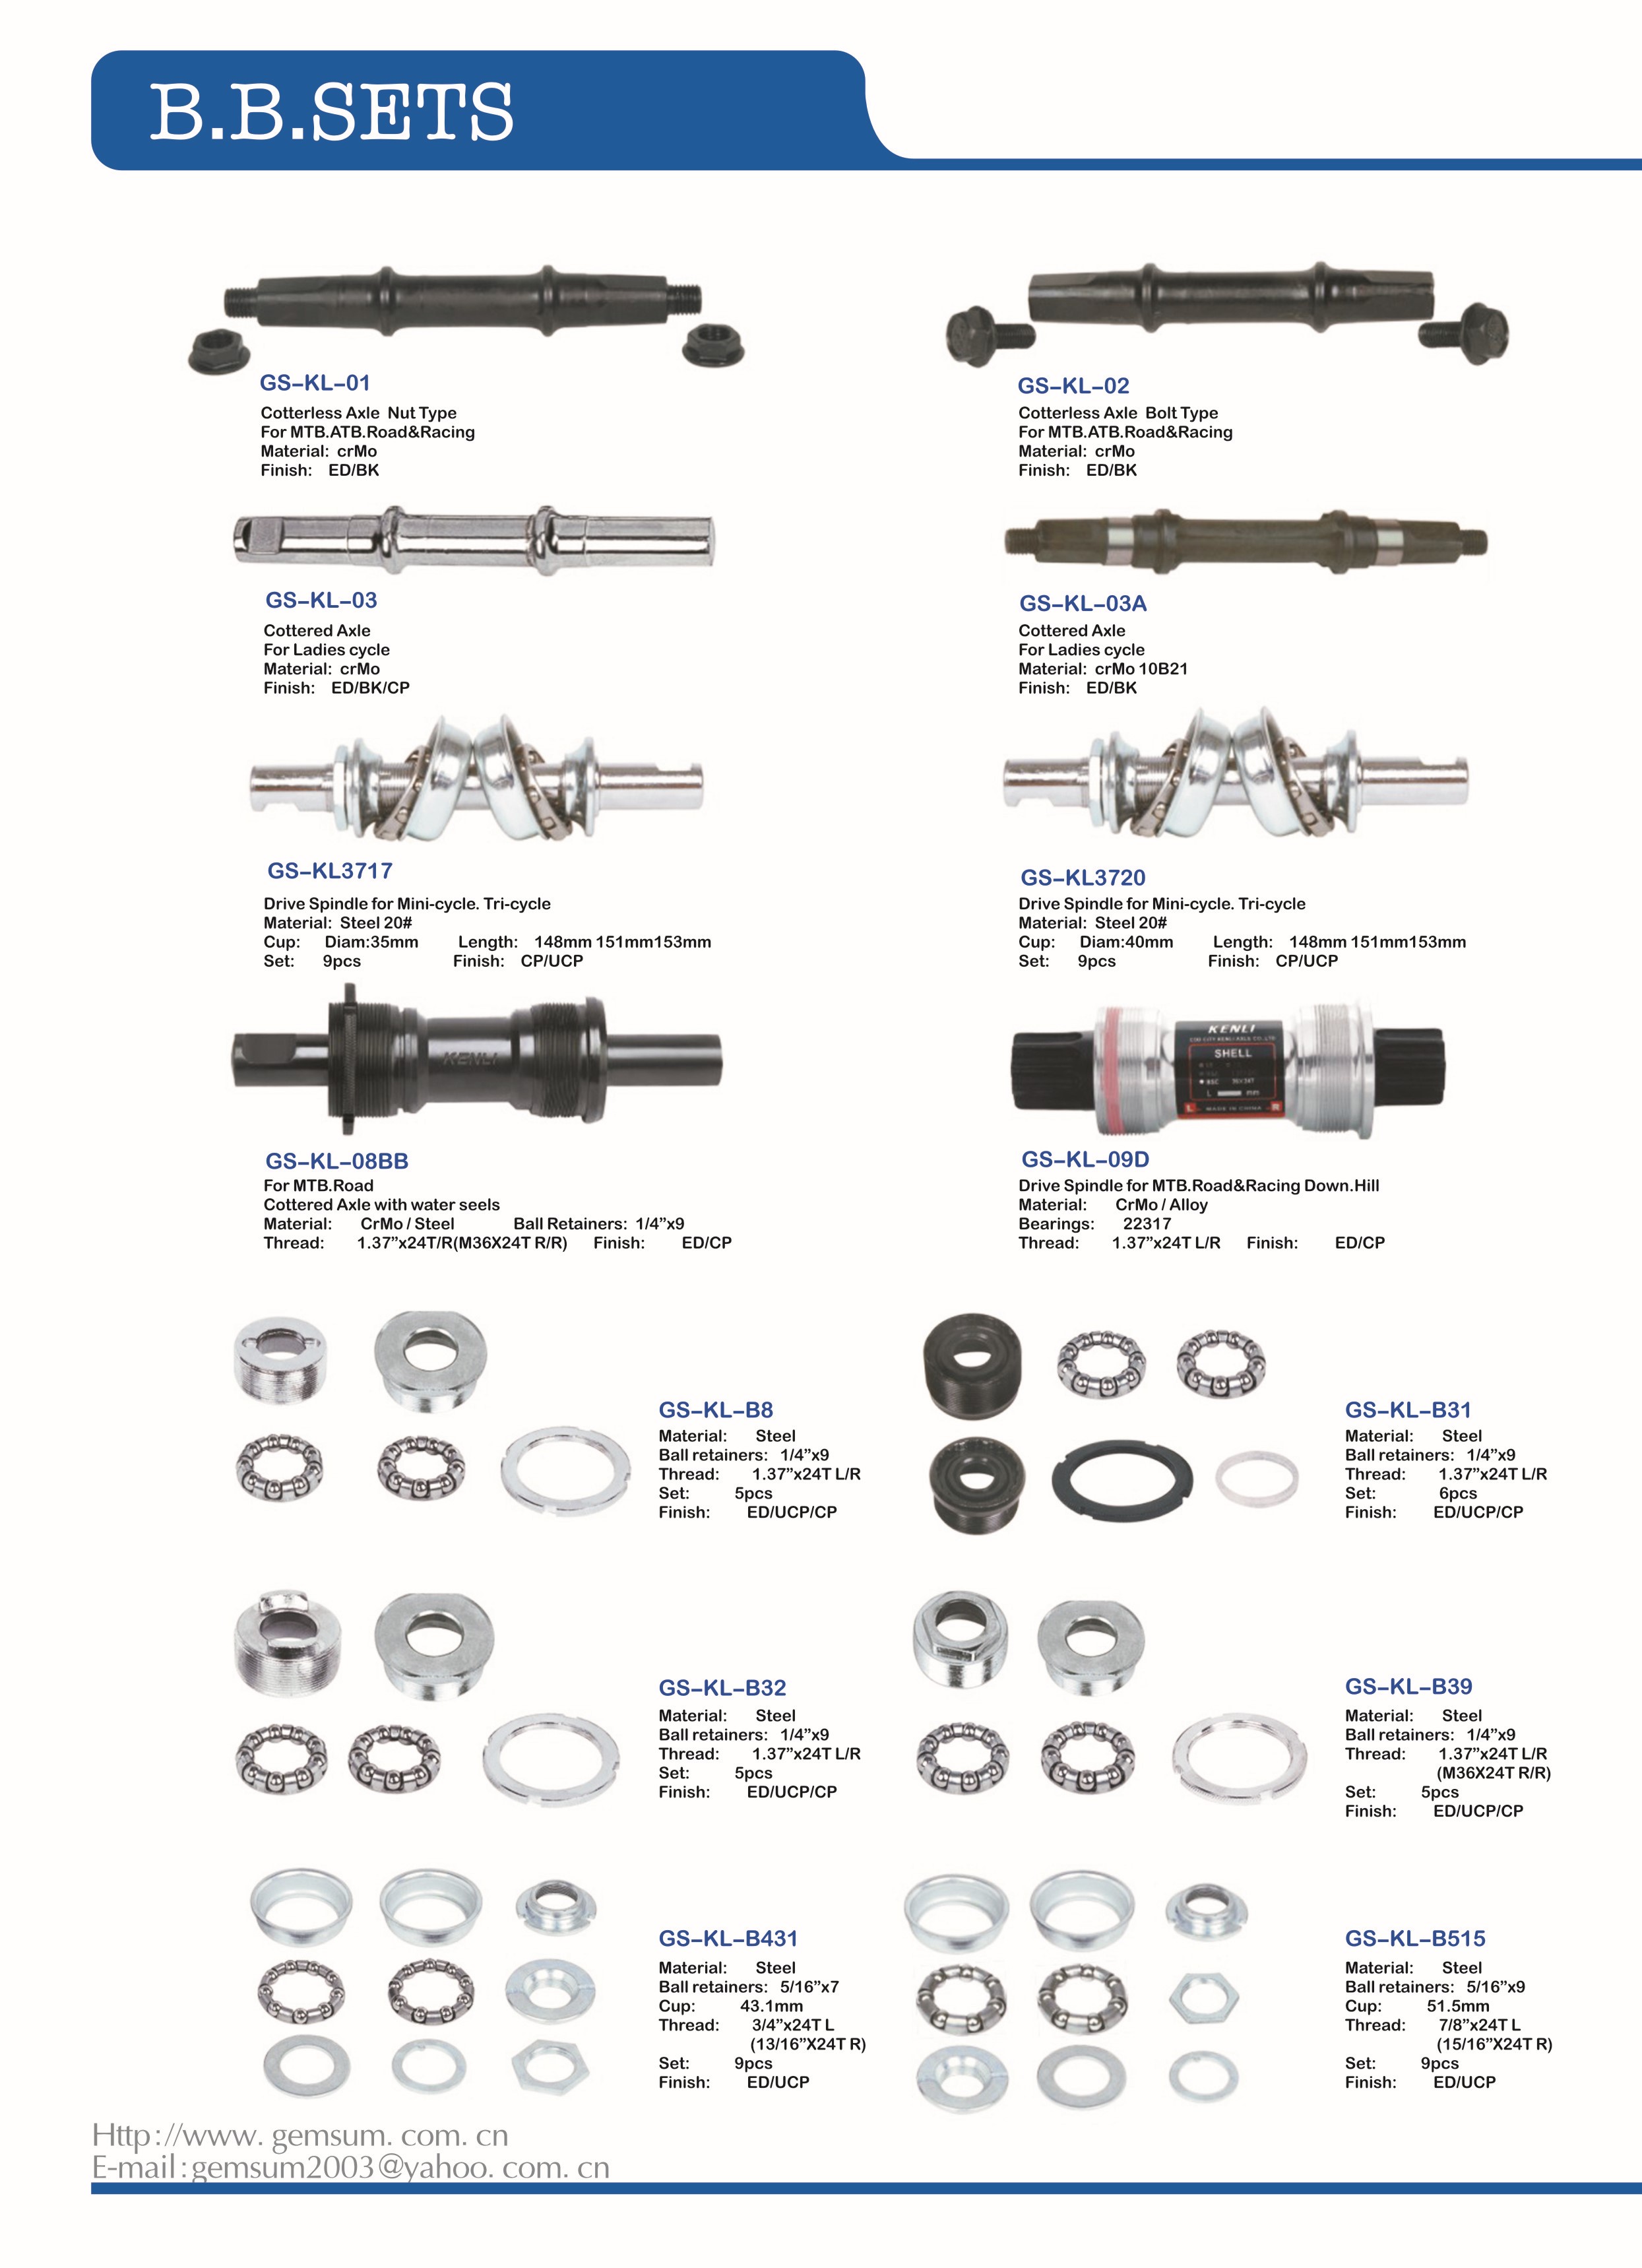 B.B.SETS
GS-KL-01
Cotterless Axle Nut Type
For MTB.ATB.Road&Racing
Material: crMo
Finish: ED/BK
GS-KL-02
Cotterless Axle Bolt Type
For MTB.ATB.Road&Racing
Material: crMo
Finish: ED/BK
GS-KL-03
Cottered Axle
For Ladies cycle
Material: crMo
Finish: ED/BK/CP
GS-KL-03A
Cottered Axle
For Ladies cycle
Material: crMo 10B21
Finish: ED/BK
GS-KL3717
Drive Spindle for Mini-cycle. Tri-cycle
Material: Steel 20#
Cup: Diam:35mm Length: 148mm 151mm153mm
Set: 9pcs Finish: CP/UCP
GS-KL3720
Drive Spindle for Mini-cycle. Tri-cycle
Material: Steel 20#
Cup: Diam:40mm Length: 148mm 151mm153mm
Set: 9pcs Finish: CP/UCP
KENLI
GS-KL-08BB
For MTB.Road
Cottered Axle with water seels
Material: CrMo / Steel Ball Retainers: 1/4”x9
Thread: 1.37”x24T/R(M36X24T R/R) Finish: ED/CP
KENLI
SHELL
BSC 36X24T
L mm
L MADE IN CHINA R
GS-KL-09D
Drive Spindle for MTB.Road&Racing Down.Hill
Material: CrMo / Alloy
Bearings: 22317
Thread: 1.37”x24T L/R Finish: ED/CP
GS-KL-B8
Material: Steel
Ball retainers: 1/4”x9
Thread: 1.37”x24T L/R
Set: 5pcs
Finish: ED/UCP/CP
GS-KL-B31
Material: Steel
Ball retainers: 1/4”x9
Thread: 1.37”x24T L/R
Set: 6pcs
Finish: ED/UCP/CP
GS-KL-B32
Material: Steel
Ball retainers: 1/4”x9
Thread: 1.37”x24T L/R
Set: 5pcs
Finish: ED/UCP/CP
GS-KL-B39
Material: Steel
Ball retainers: 1/4”x9
Thread: 1.37”x24T L/R
(M36X24T R/R)
Set: 5pcs
Finish: ED/UCP/CP
GS-KL-B431
Material: Steel
Ball retainers: 5/16”x7
Cup: 43.1mm
Thread: 3/4”x24T L
(13/16”X24T R)
Set: 9pcs
Finish: ED/UCP
GS-KL-B515
Material: Steel
Ball retainers: 5/16”x9
Cup: 51.5mm
Thread: 7/8”x24T L
(15/16”X24T R)
Set: 9pcs
Finish: ED/UCP
Http://www. gemsum. com. cn
E-mail:gemsum2003@yahoo. com. cn